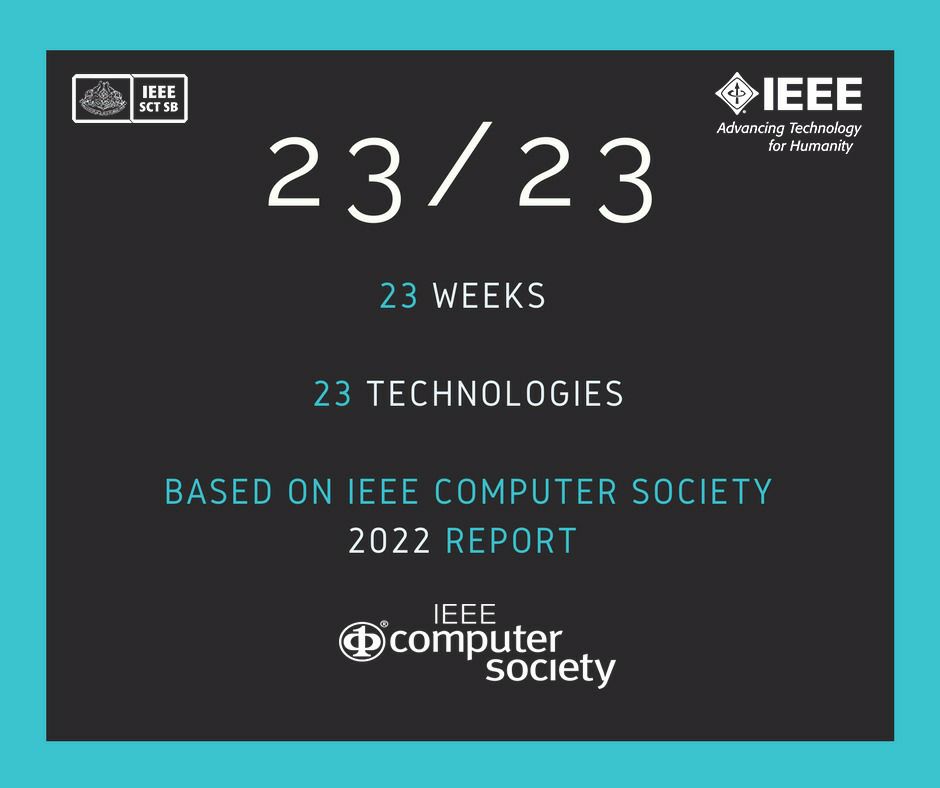 IEEE
SCT SB
IEEE
Advancing Technology
for Humanity
23/23
23 WEEKS
23 TECHNOLOGIES
BASED ON IEEE COMPUTER SOCIETY
2022 REPORT
IEEE
computer
society